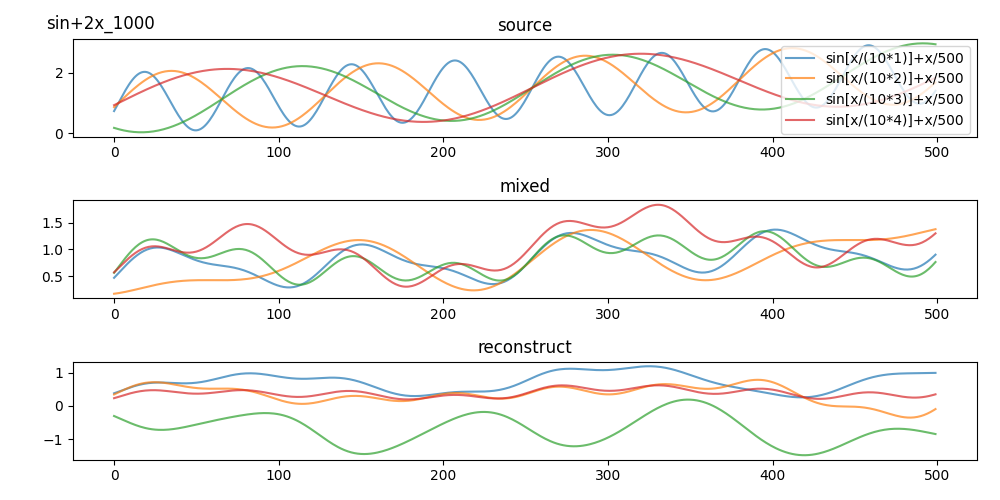 sin+2x_1000
source
2
0
sin[x/(10*1)]+x/500
sin[x/(10*2)]+x/500
sin[x/(10*3)]+x/500
sin[x/(10*4)]+x/500
0 100 200 300 400 500
mixed
1.5
1.0
0.5
0 100 200 300 400 500
reconstruct
1
0
−1
0 100 200 300 400 500